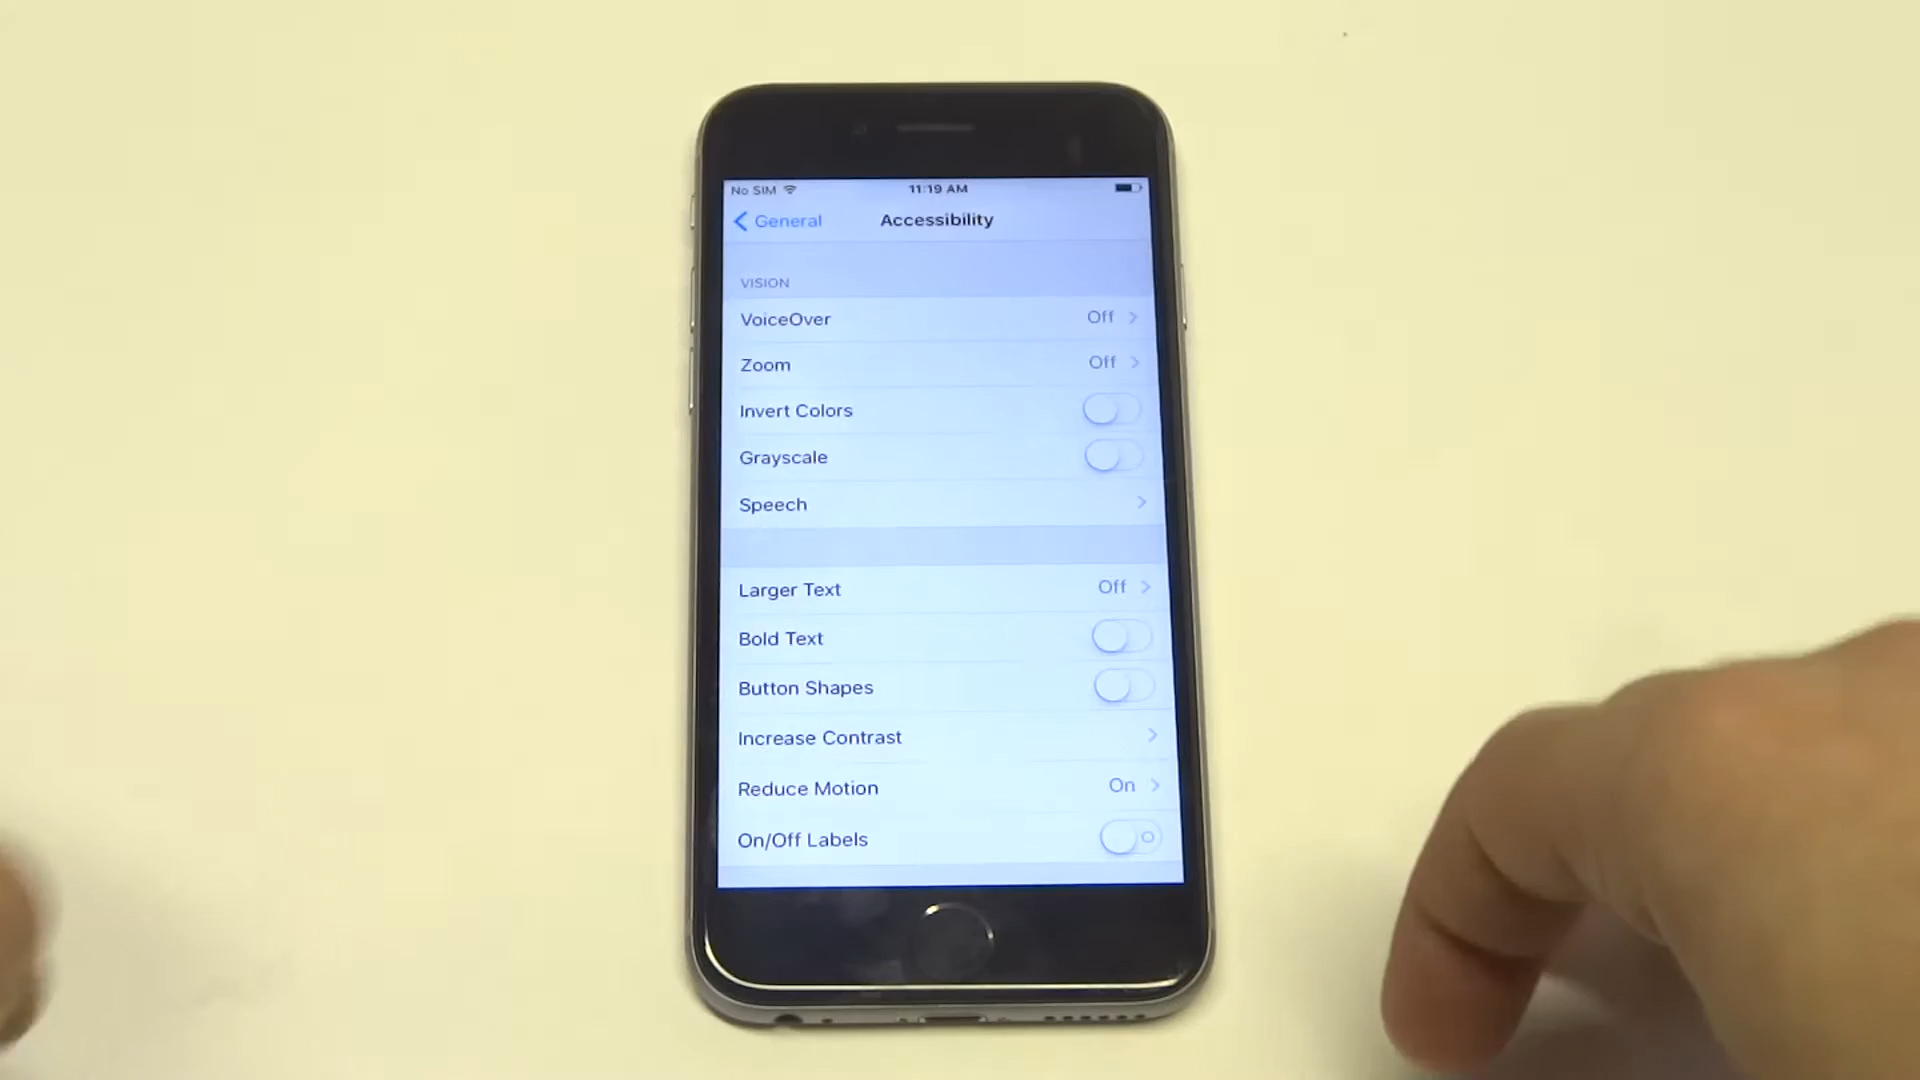 No SIM 11:19 AM
General Accessibility
VISION
VoiceOver Off
Zoom Off
Invert Colors
Grayscale
Speech
Larger Text Off
Bold Text
Button Shapes
Increase Contrast
Reduce Motion On
On/Off Labels